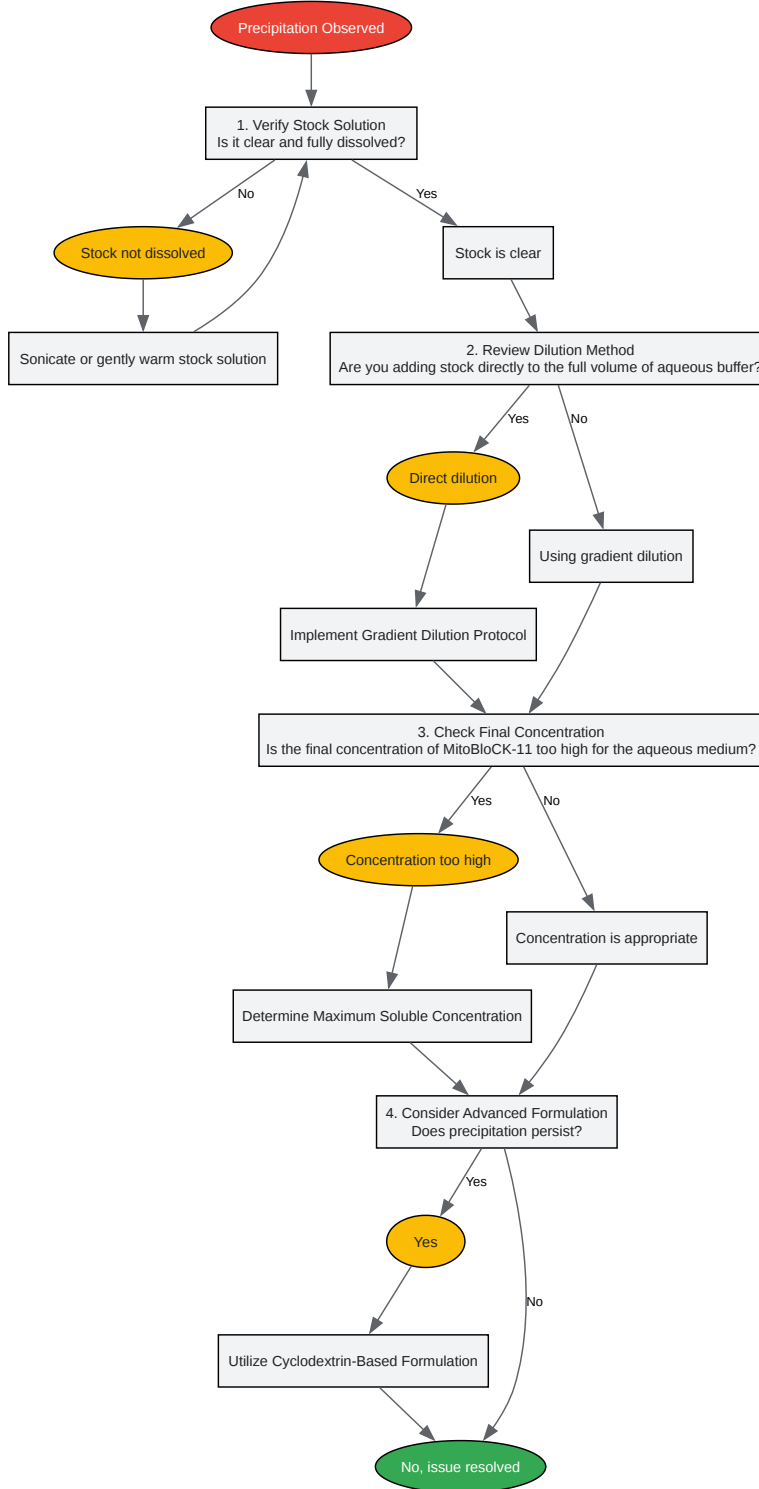 Precipitation Observed
1. Verify Stock Solution
Is it clear and fully dissolved?
No
Yes
Stock not dissolved
Stock is clear
Sonicate or gently warm stock solution
2. Review Dilution Method
Are you adding stock directly to the full volume of aqueous buffer?
Yes
No
Direct dilution
Using gradient dilution
Implement Gradient Dilution Protocol
3. Check Final Concentration
Is the final concentration of MitoBloCK-11 too high for the aqueous medium?
Yes
No
Concentration too high
Concentration is appropriate
Determine Maximum Soluble Concentration
4. Consider Advanced Formulation
Does precipitation persist?
Yes
Yes
No
Utilize Cyclodextrin-Based Formulation
No, issue resolved